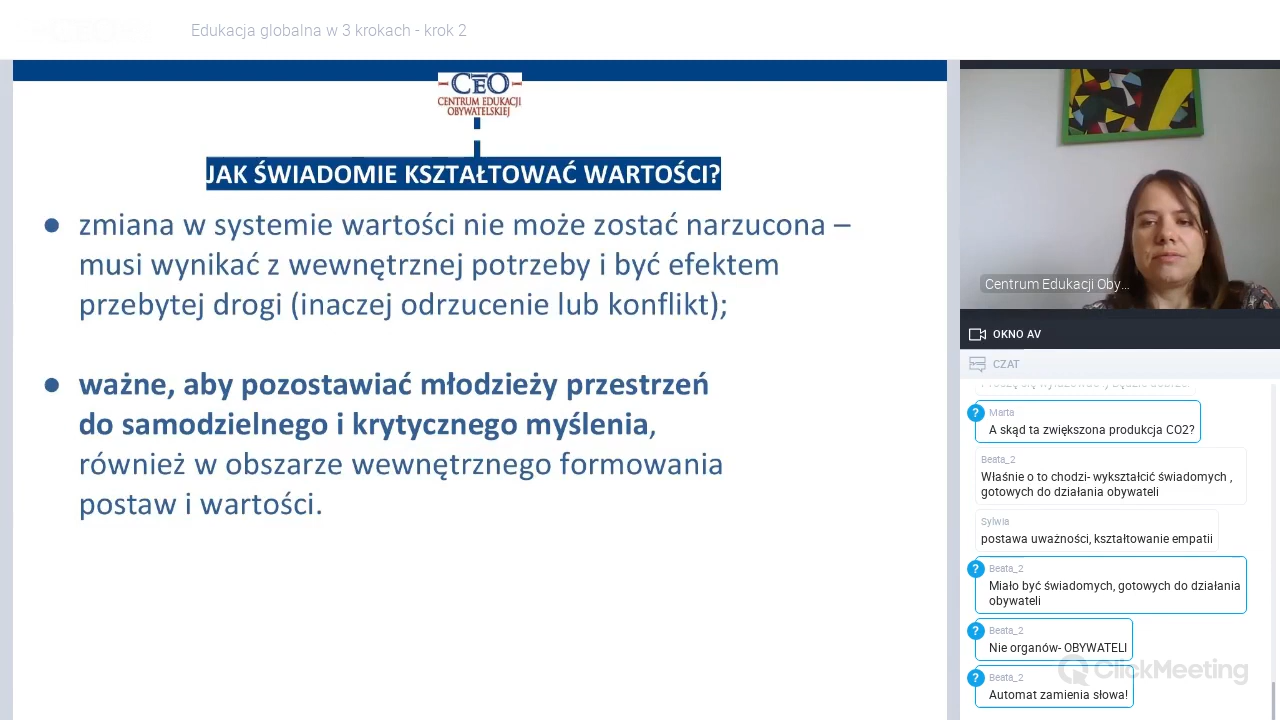 Edukacja globalna w 3 krokach - krok 2
CEO
CENTRUM EDUKACJI
OBYWATELSKIEJ
JAK ŚWIADOMIE KSZTAŁTOWAĆ WARTOŚCI?
● zmiana w systemie wartości nie może zostać narzucona –
musi wynikać z wewnętrznej potrzeby i być efektem
przebytej drogi (inaczej odrzucenie lub konflikt);
● ważne, aby pozostawiać młodzieży przestrzeń
do samodzielnego i krytycznego myślenia,
również w obszarze wewnętrznego formowania
postaw i wartości.
Centrum Edukacji Oby...
OKNO AV
CZAT
? Marta
A skąd ta zwiększona produkcja CO2?
Beata_2
Właśnie o to chodzi- wykształcić świadomych ,
gotowych do działania obywateli
Sylwia
postawa uważności, kształtowanie empatii
? Beata_2
Miało być świadomych, gotowych do działania
obywateli
? Beata_2
Nie organów- OBYWATELI
? Beata_2
Automat zamienia słowa!
ClickMeeting